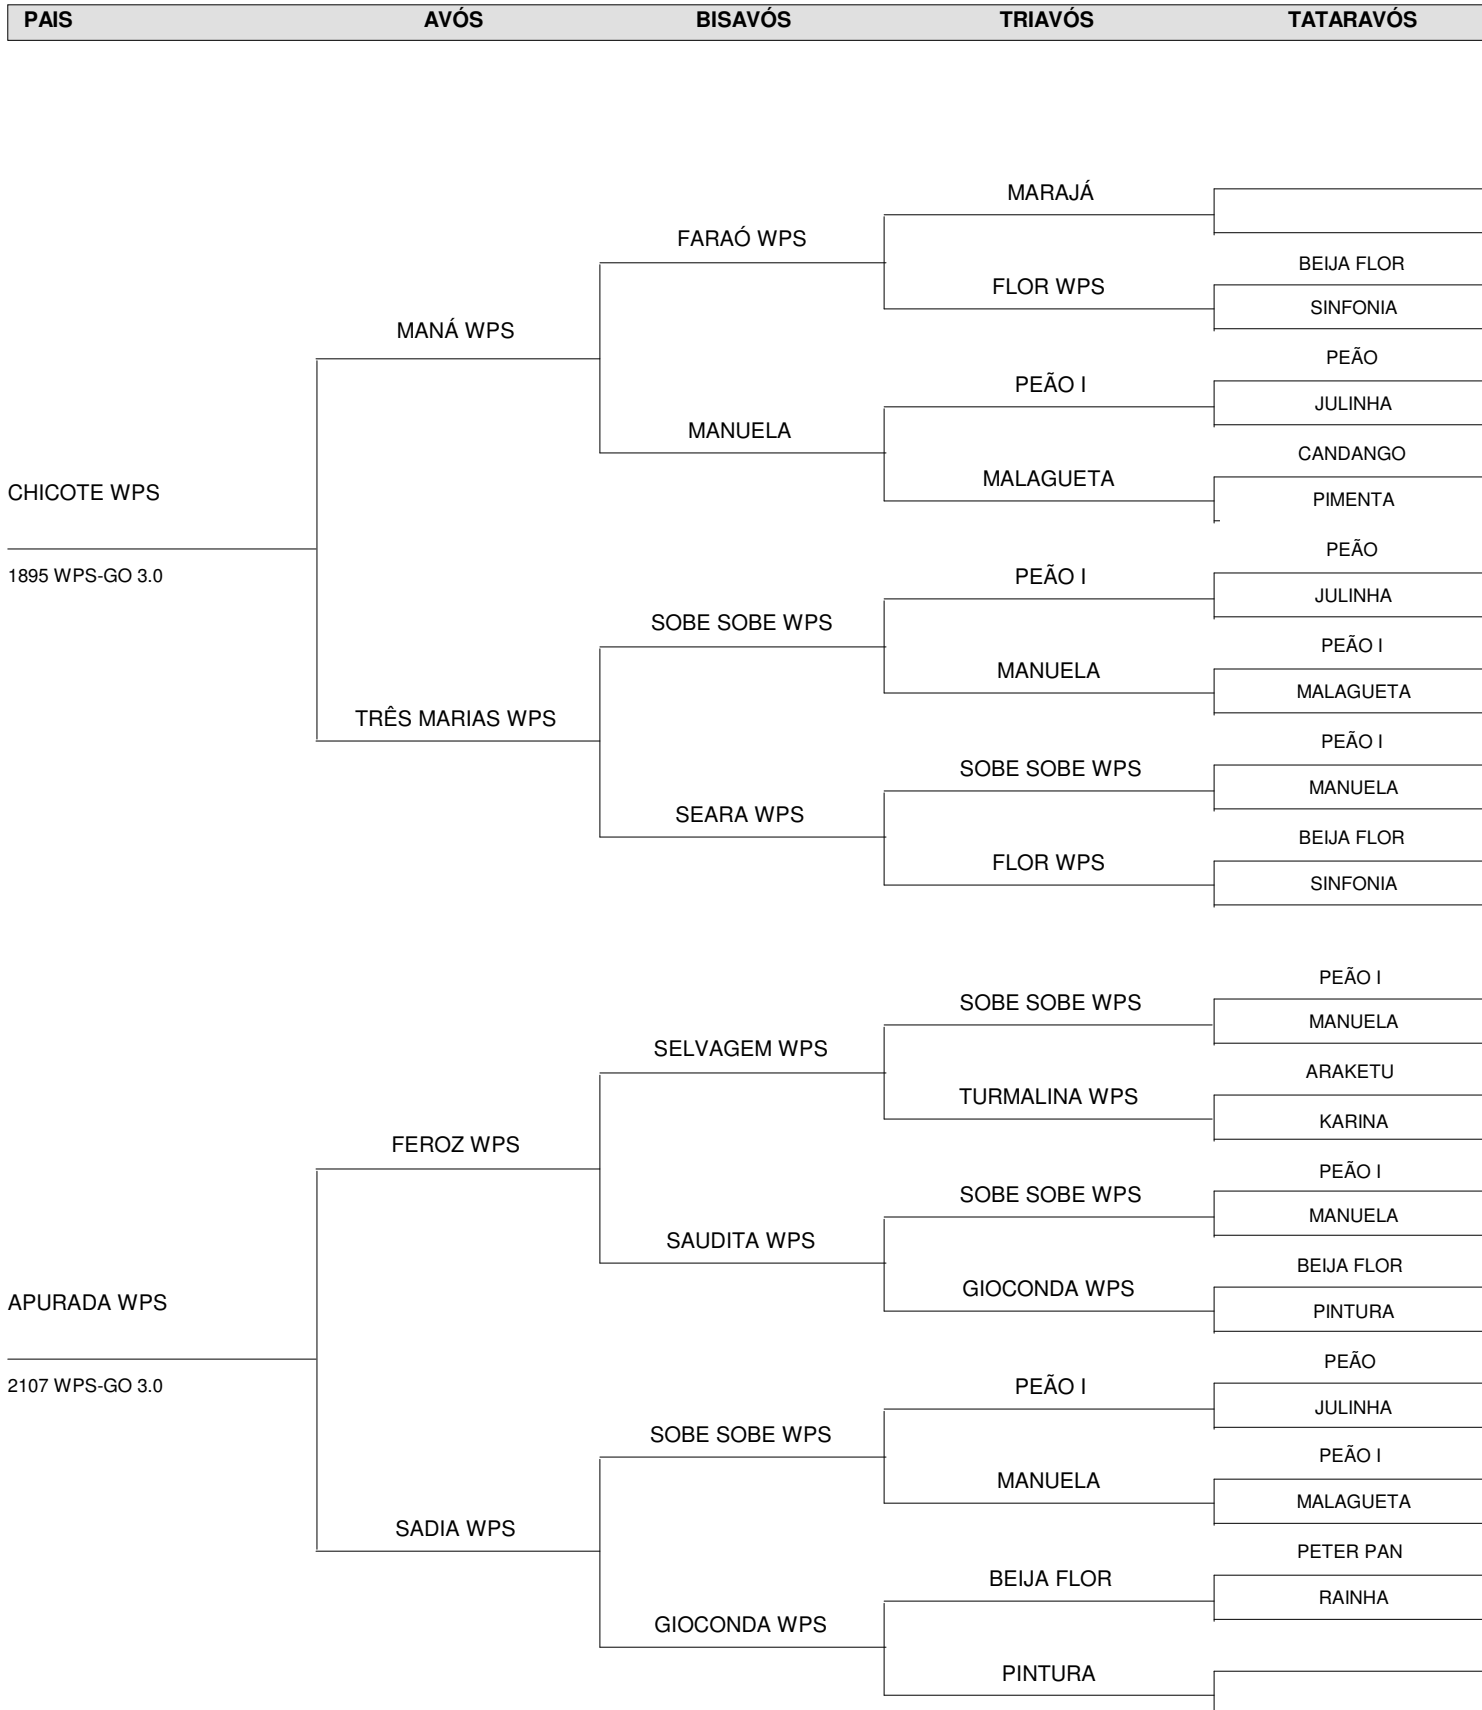 PAIS AVÓS BISAVÓS TRIAVÓS TATARAVÓS
MARAJÁ
FARAÓ WPS
BEIJA FLOR
FLOR WPS
SINFONIA
MANÁ WPS
PEÃO
PEÃO I
JULINHA
MANUELA
CANDANGO
MALAGUETA
CHICOTE WPS
PIMENTA
PEÃO
1895 WPS-GO 3.0
PEÃO I
JULINHA
SOBE SOBE WPS
PEÃO I
MANUELA
MALAGUETA
TRÊS MARIAS WPS
PEÃO I
SOBE SOBE WPS
MANUELA
SEARA WPS
BEIJA FLOR
FLOR WPS
SINFONIA
PEÃO I
SOBE SOBE WPS
MANUELA
SELVAGEM WPS
ARAKETU
TURMALINA WPS
KARINA
FEROZ WPS
PEÃO I
SOBE SOBE WPS
MANUELA
SAUDITA WPS
BEIJA FLOR
GIOCONDA WPS
APURADA WPS
PINTURA
PEÃO
2107 WPS-GO 3.0
PEÃO I
JULINHA
SOBE SOBE WPS
PEÃO I
MANUELA
MALAGUETA
SADIA WPS
PETER PAN
BEIJA FLOR
RAINHA
GIOCONDA WPS
PINTURA